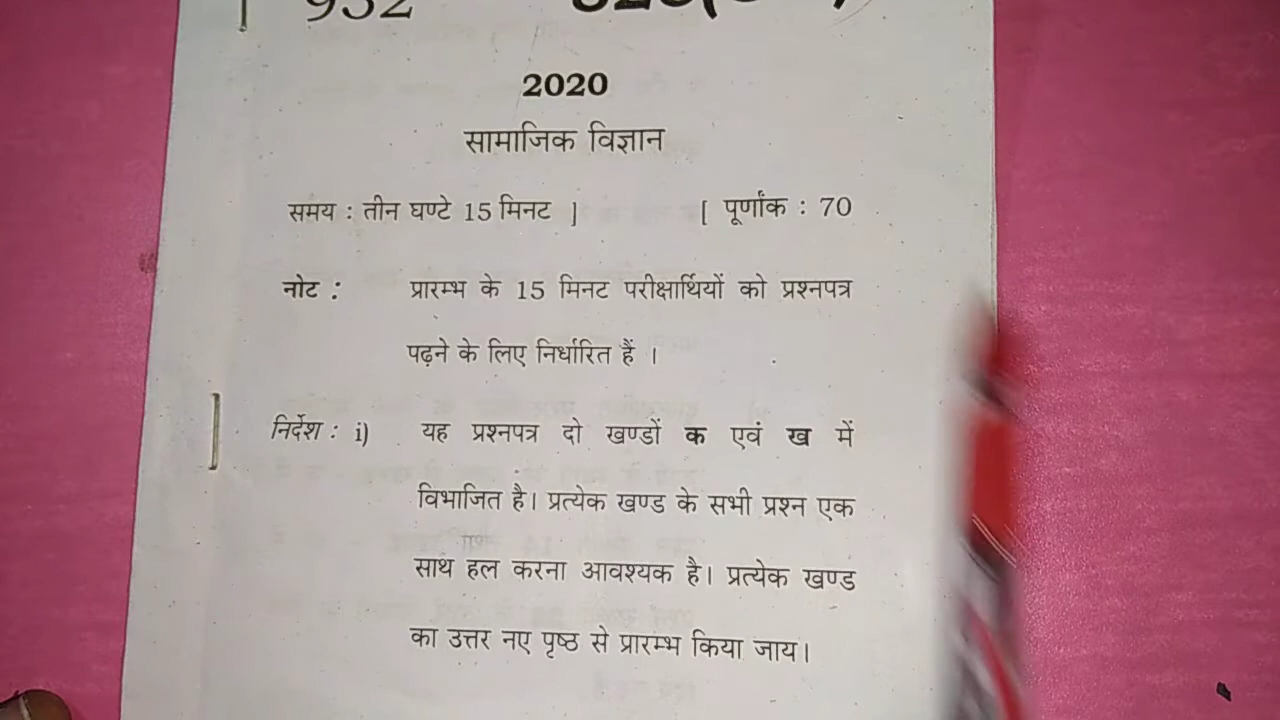 932
2020
सामाजिक विज्ञान
समय : तीन घण्टे 15 मिनट ] [ पूर्णांक : 70
नोट : प्रारम्भ के 15 मिनट परीक्षार्थियों को प्रश्नपत्र
पढ़ने के लिए निर्धारित हैं ।
निर्देश : i) यह प्रश्नपत्र दो खण्डों क एवं ख में
विभाजित है। प्रत्येक खण्ड के सभी प्रश्न एक
साथ हल करना आवश्यक है। प्रत्येक खण्ड
का उत्तर नए पृष्ठ से प्रारम्भ किया जाय।